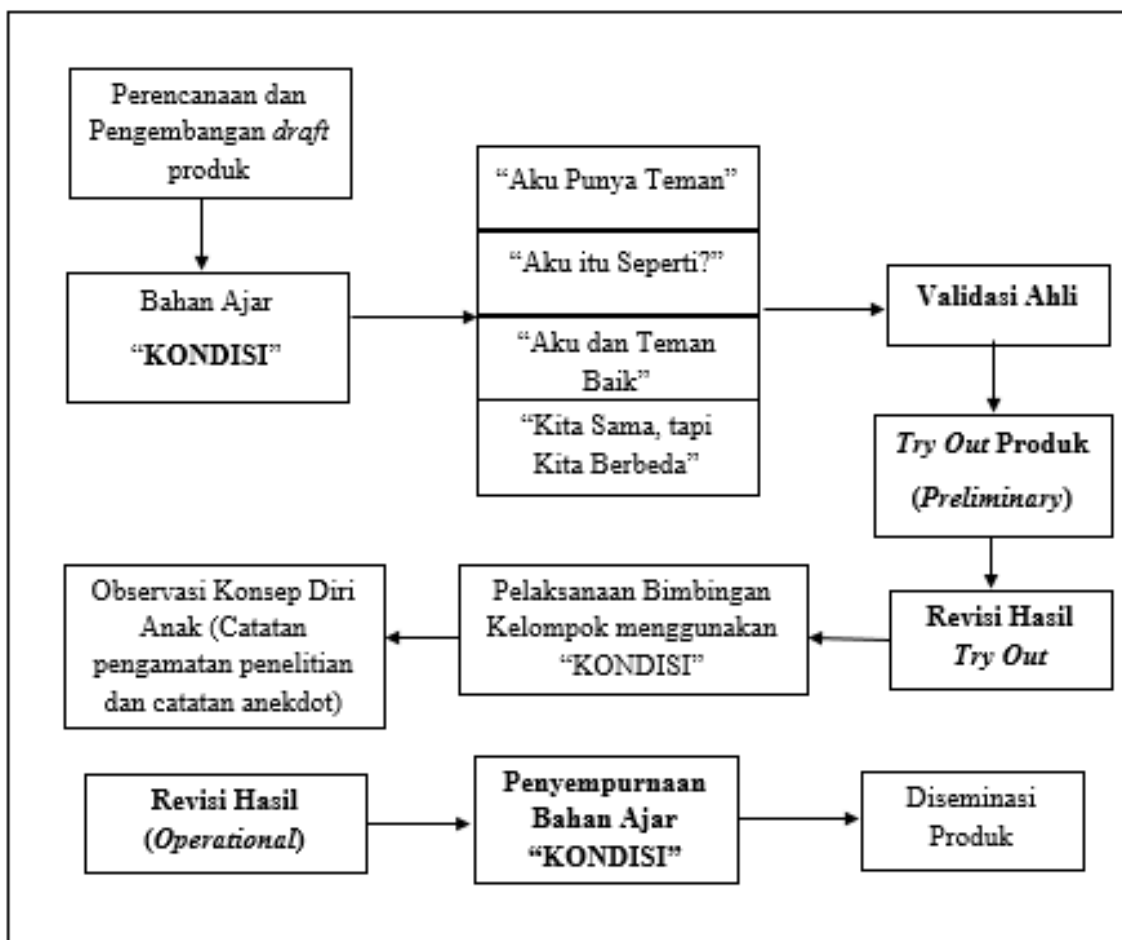 Perencanaan dan
Pengembangan draft
produk
Bahan Ajar
“KONDISI”
“Aku Punya Teman”
“Aku itu Seperti?”
“Aku dan Teman
Baik”
“Kita Sama, tapi
Kita Berbeda”
Validasi Ahli
Try Out Produk
(Preliminary)
Revisi Hasil
Try Out
Pelaksanaan Bimbingan
Kelompok menggunakan
“KONDISI”
Observasi Konsep Diri
Anak (Catatan
pengamatan penelitian
dan catatan anekdot)
Revisi Hasil
(Operational)
Penyempurnaan
Bahan Ajar
“KONDISI”
Diseminasi
Produk